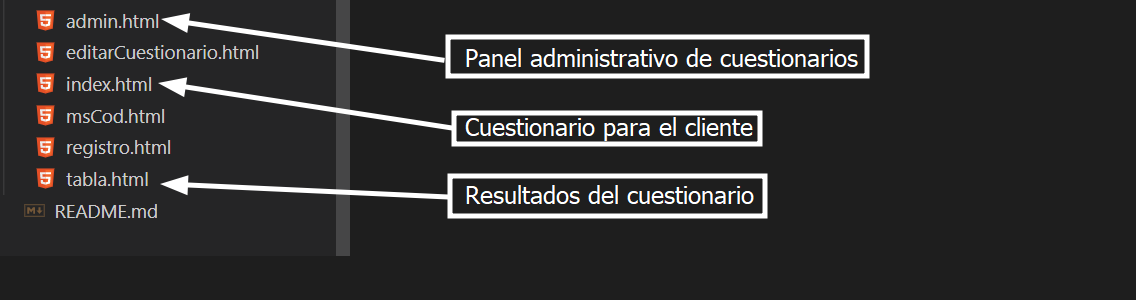 admin.html
editarCuestionario.html
index.html
msCod.html
registro.html
tabla.html
README.md
Panel administrativo de cuestionarios
Cuestionario para el cliente
Resultados del cuestionario